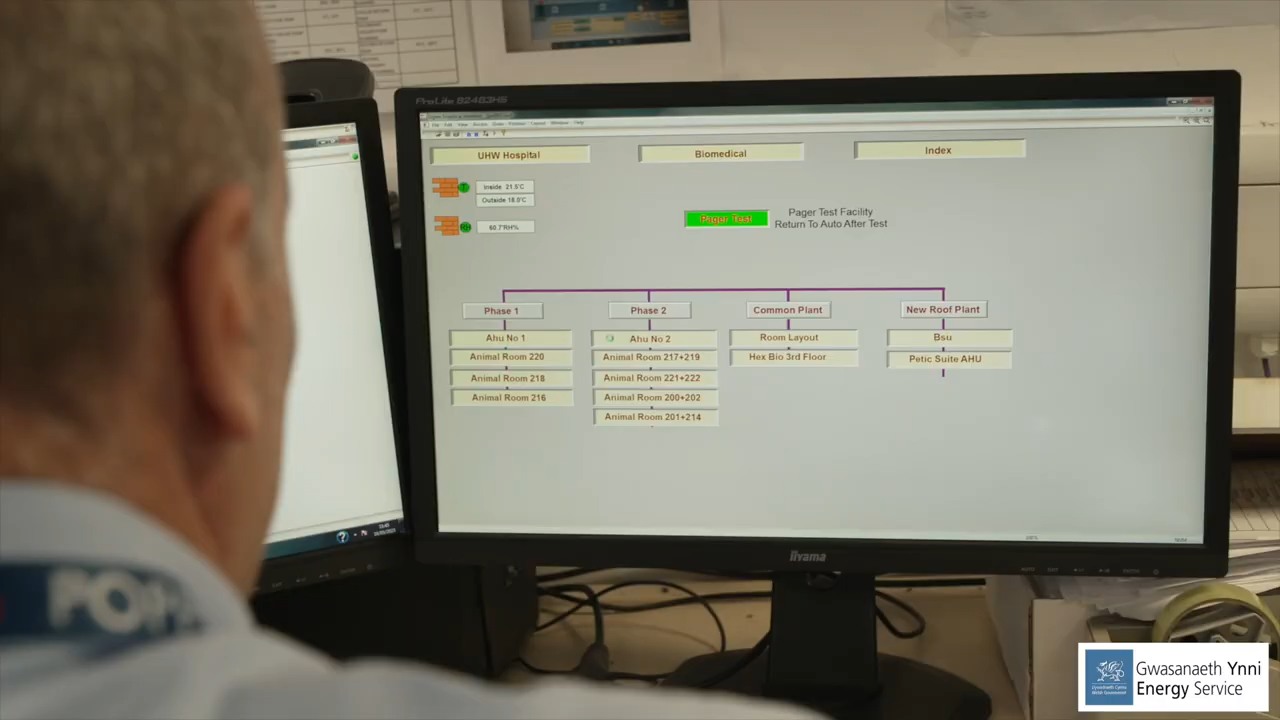 ProLite B2483HS
UHW Hospital
Biomedical
Index
Inside 21.5°C
Outside 18.0°C
60.7°RH%
T
RH
Pager Test
Pager Test Facility
Return To Auto After Test
Phase 1
Phase 2
Common Plant
New Roof Plant
Ahu No 1
Ahu No 2
Room Layout
Bsu
Animal Room 220
Animal Room 217+219
Hex Bio 3rd Floor
Petic Suite AHU
Animal Room 218
Animal Room 221+222
Animal Room 216
Animal Room 200+202
Animal Room 201+214
iiyama
Gwasanaeth Ynni
Energy Service